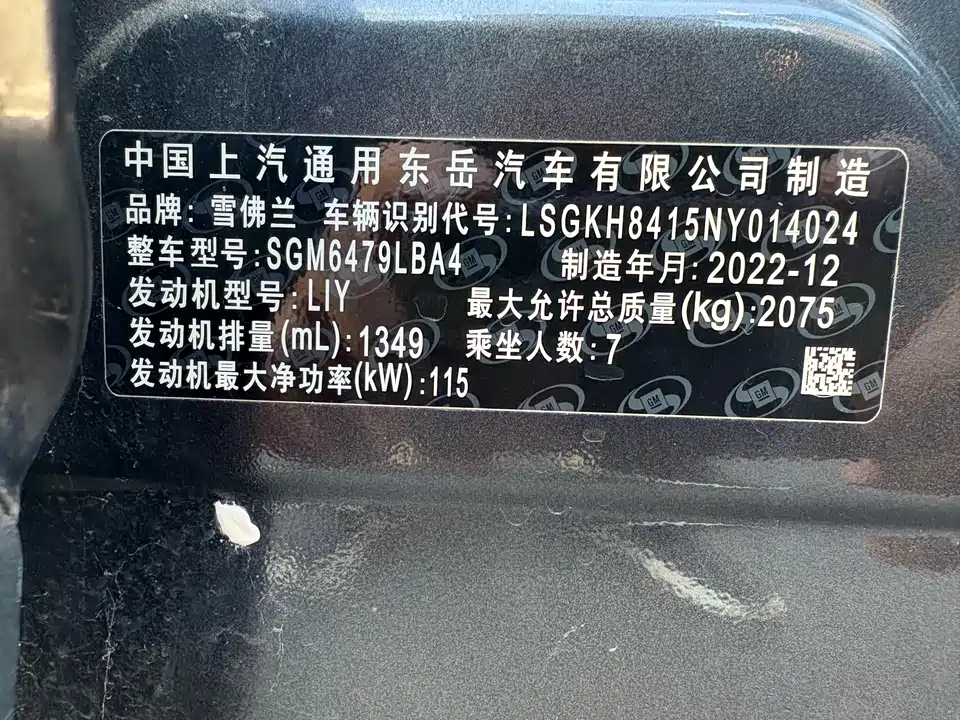 中国上汽通用东岳汽车有限公司制造
品牌: 雪佛兰 车辆识别代号:LSGKH8415NY014024
整车型号:SGM6479LBA4 制造年月:2022-12
发动机型号:LIY 最大允许总质量(kg):2075
发动机排量(mL):1349 乘坐人数:7
发动机最大净功率(kW):115